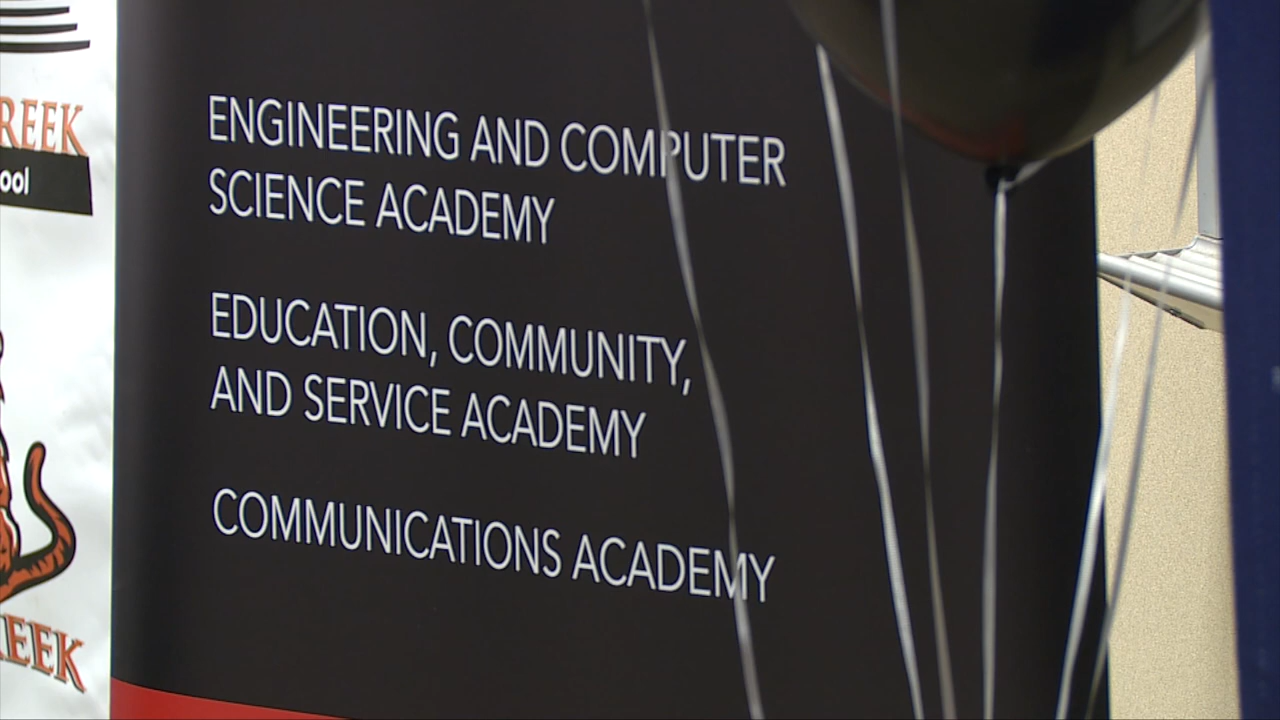 REEK
ool
ENGINEERING AND COMPUTER
SCIENCE ACADEMY
EDUCATION, COMMUNITY,
AND SERVICE ACADEMY
COMMUNICATIONS ACADEMY
REEK